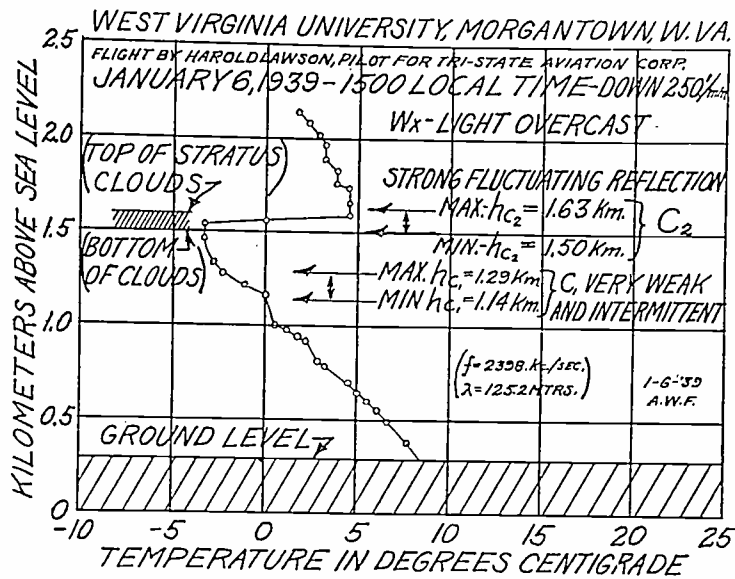 WEST VIRGINIA UNIVERSITY, MORGANTOWN, W.VA.
FLIGHT BY HAROLD LAWSON, PILOT FOR TRI-STATE AVIATION CORP.
JANUARY 6, 1939-1500 LOCAL TIME-DOWN 250'/min
Wx-LIGHT OVERCAST
(TOP OF STRATUS
CLOUDS)
STRONG FLUCTUATING REFLECTION
MAX.-hC2 = 1.63 Km.
C2
MIN.-hC2 = 1.50 Km.
(BOTTOM
OF CLOUDS)
MAX. hC1 = 1.29 Km
MIN hC1 = 1.14 Km.
C, VERY WEAK
AND INTERMITTENT
(f=2398. Kc/SEC.
λ=125.2 MTRS.)
1-6-'39
A.W.F.
GROUND LEVEL
KILOMETERS ABOVE SEA LEVEL
2.5
2.0
1.5
1.0
0.5
0
-10 -5 0 5 10 15 20 25
TEMPERATURE IN DEGREES CENTIGRADE